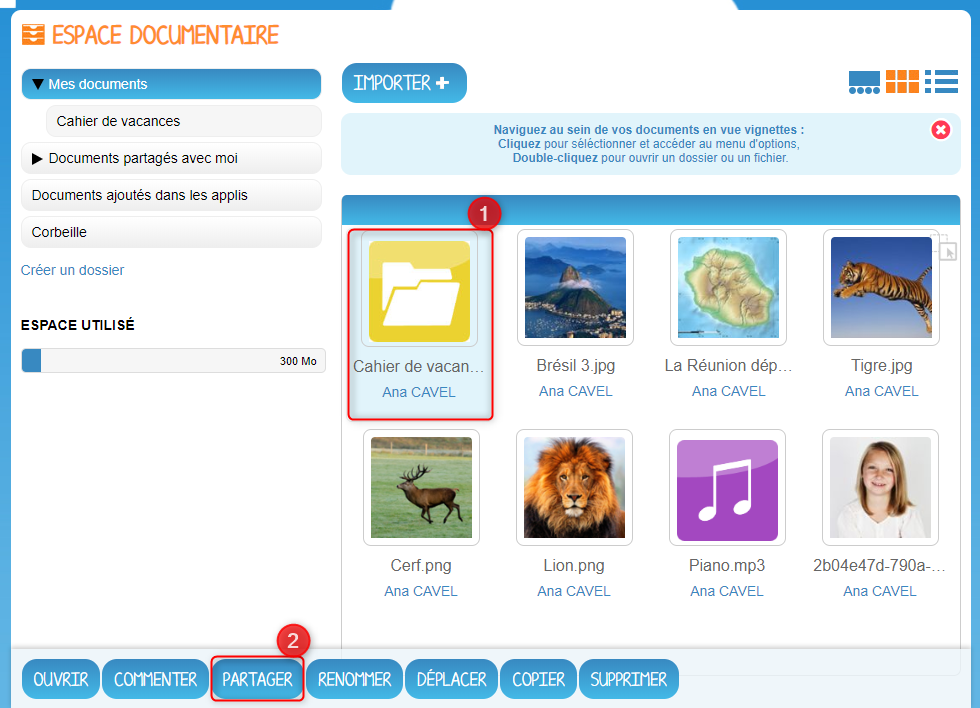 ESPACE DOCUMENTAIRE
Mes documents
Cahier de vacances
Documents partagés avec moi
Documents ajoutés dans les applis
Corbeille
Créer un dossier
ESPACE UTILISÉ
300 Mo
IMPORTER +
Naviguez au sein de vos documents en vue vignettes :
Cliquez pour séléctionner et accéder au menu d'options,
Double-cliquez pour ouvrir un dossier ou un fichier.
1
Cahier de vacan...
Ana CAVEL
Brésil 3.jpg
Ana CAVEL
La Réunion dép...
Ana CAVEL
Tigre.jpg
Ana CAVEL
Cerf.png
Ana CAVEL
Lion.png
Ana CAVEL
Piano.mp3
Ana CAVEL
2b04e47d-790a-...
Ana CAVEL
2
OUVRIR
COMMENTER
PARTAGER
RENOMMER
DÉPLACER
COPIER
SUPPRIMER